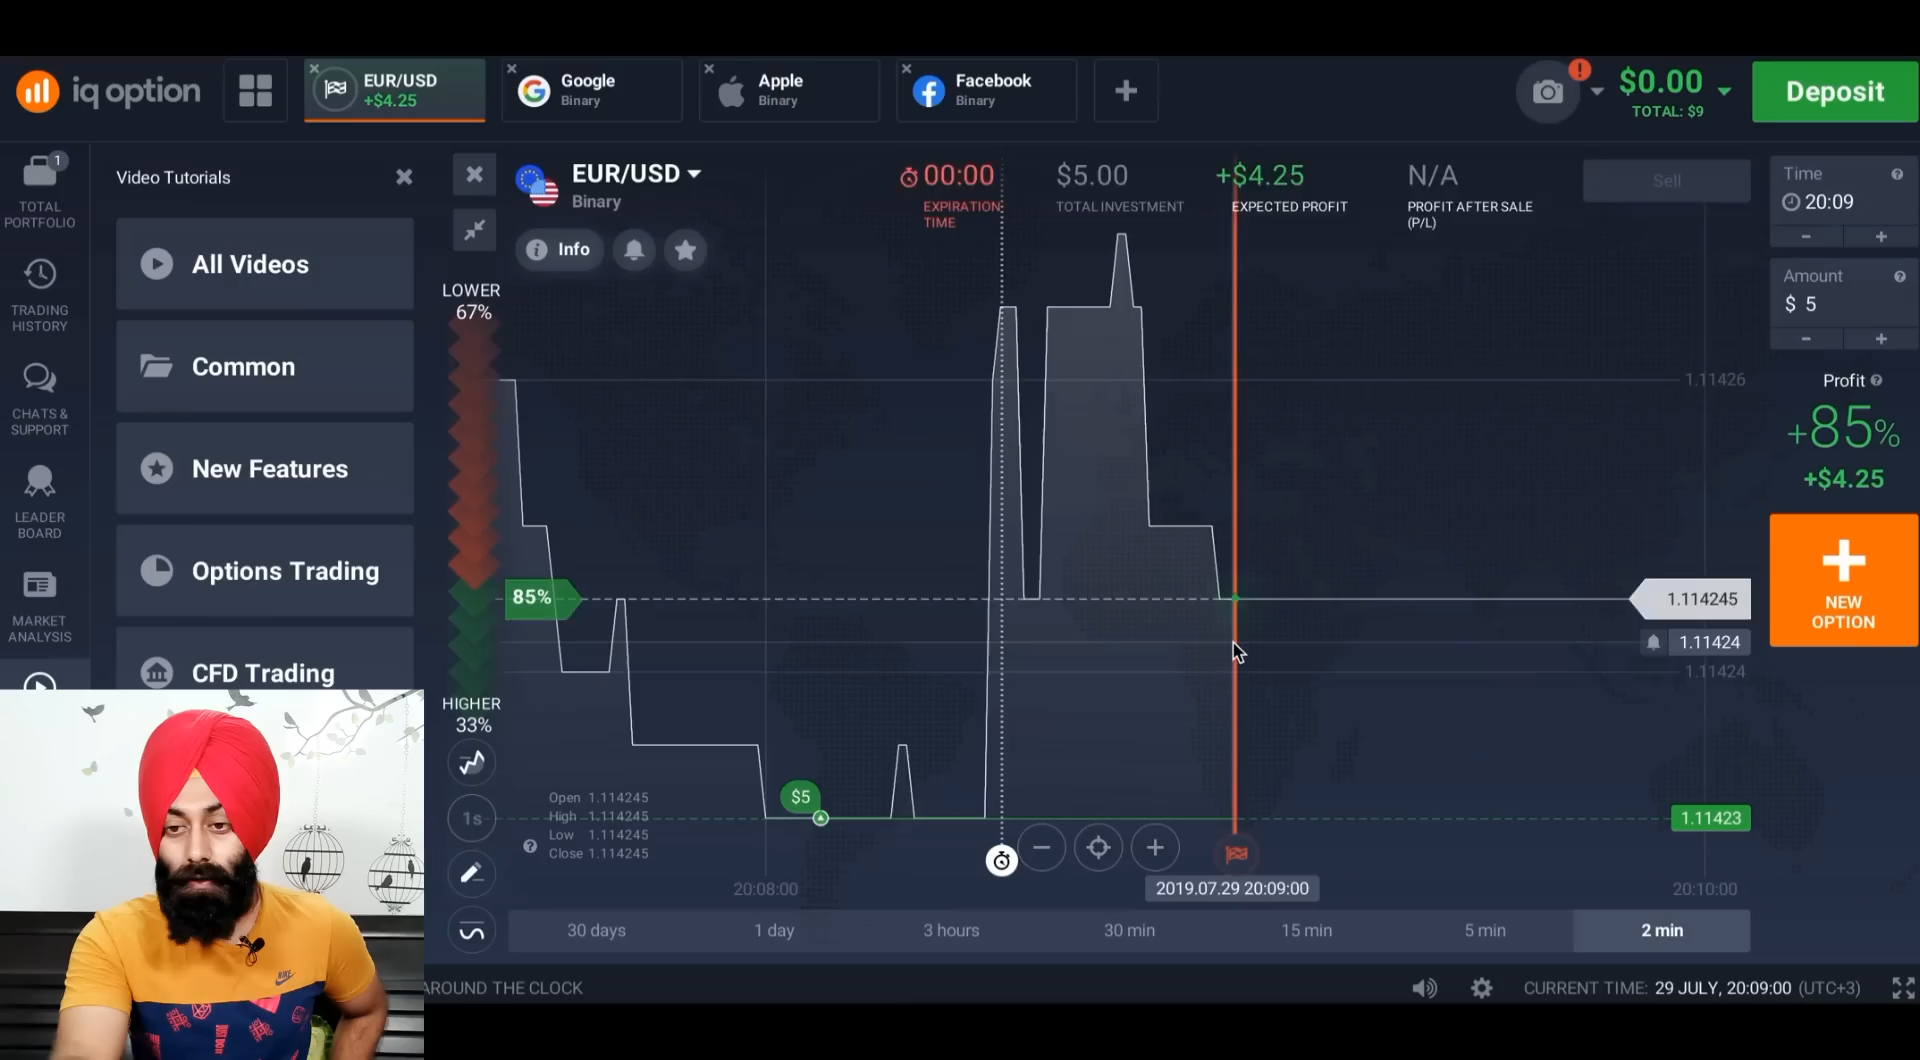 iq option
EUR/USD
+$4.25
Google
Binary
Apple
Binary
Facebook
Binary
$0.00
TOTAL: $9
Deposit
1
TOTAL
PORTFOLIO
TRADING
HISTORY
CHATS &
SUPPORT
LEADER
BOARD
MARKET
ANALYSIS
Video Tutorials
All Videos
Common
New Features
Options Trading
CFD Trading
EUR/USD
Binary
Info
00:00
EXPIRATION
TIME
$5.00
TOTAL INVESTMENT
+$4.25
EXPECTED PROFIT
N/A
PROFIT AFTER SALE
(P/L)
Sell
LOWER
67%
85%
HIGHER
33%
1s
$5
Open 1.114245
High 1.114245
Low 1.114245
Close 1.114245
1.11426
1.114245
1.11424
1.11424
1.11423
20:08:00
2019.07.29 20:09:00
20:10:00
30 days
1 day
3 hours
30 min
15 min
5 min
2 min
Time
20:09
- +
Amount
$ 5
- +
Profit
+85%
+$4.25
NEW
OPTION
AROUND THE CLOCK
CURRENT TIME: 29 JULY, 20:09:00 (UTC+3)
NIKE